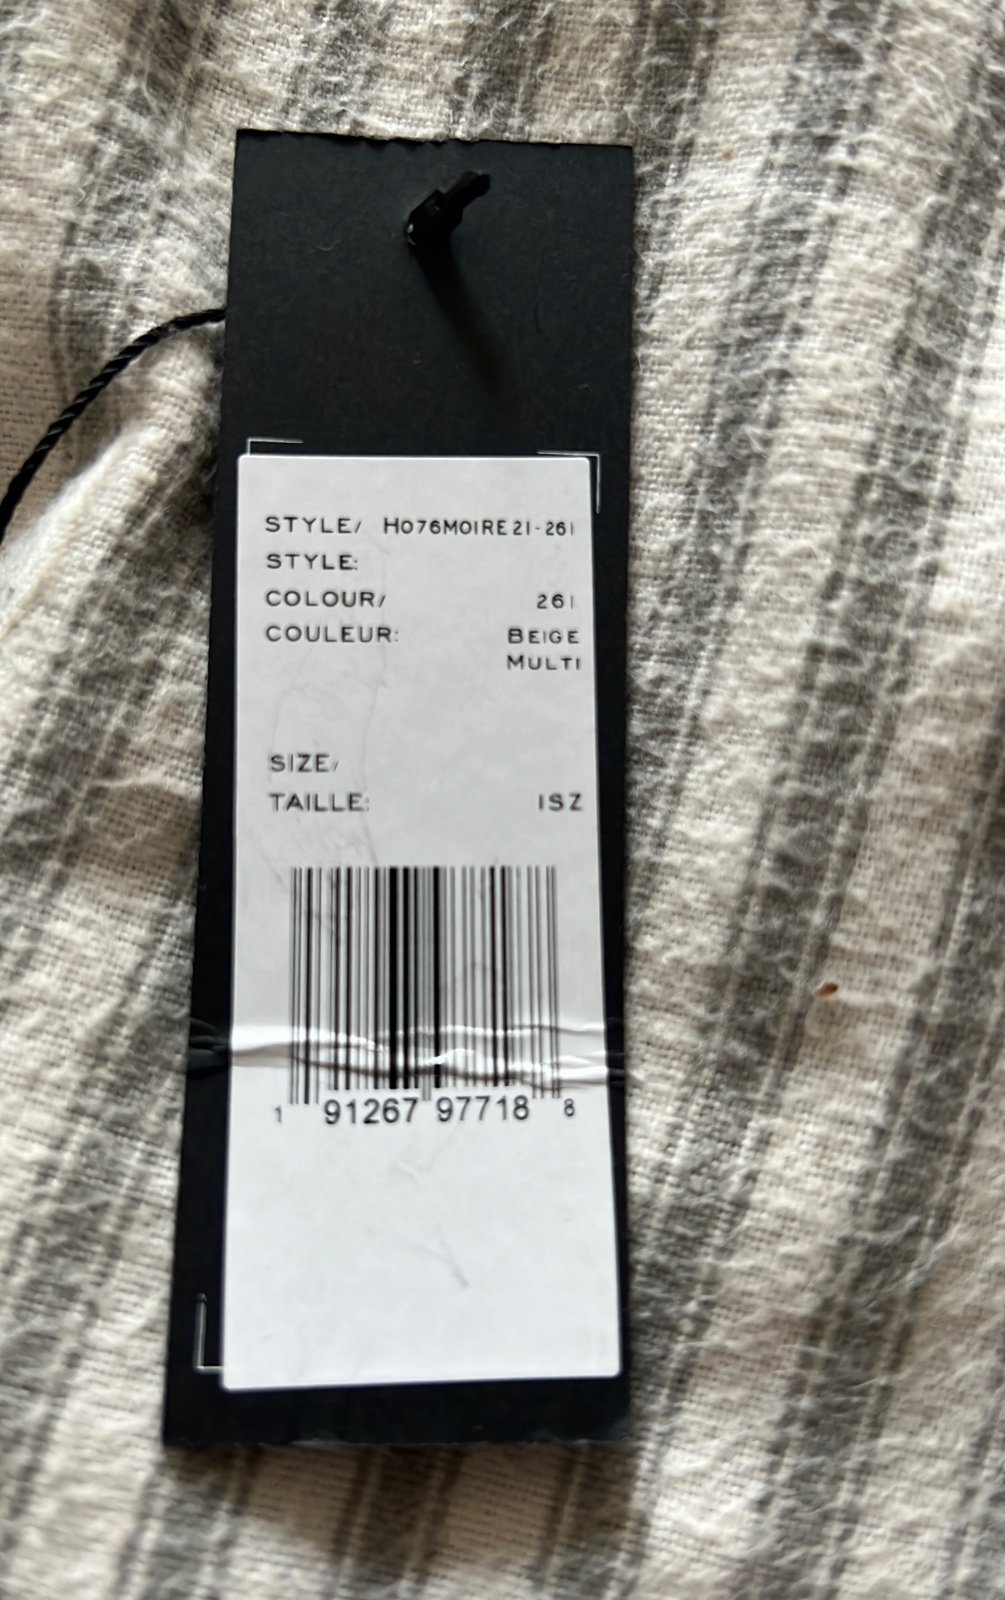 STYLE/ H076MOIRE21-261
STYLE:
COLOUR/ 261
COULEUR: BEIGE
MULTI
SIZE/
TAILLE: 1SZ
1 91267 97718 8